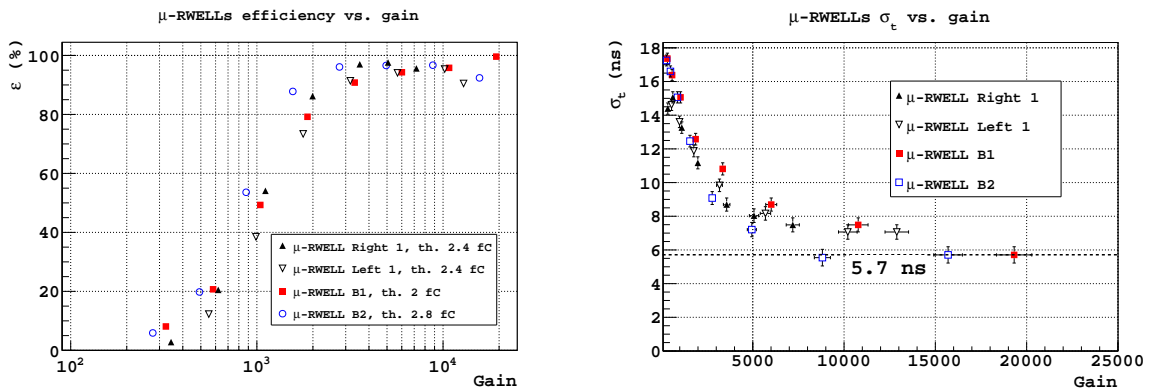 μ-RWELLs efficiency vs. gain
ε (%)
100
80
60
40
20
0
10²
10³
10⁴
Gain
μ-RWELL Right 1, th. 2.4 fC
μ-RWELL Left 1, th. 2.4 fC
μ-RWELL B1, th. 2 fC
μ-RWELL B2, th. 2.8 fC
μ-RWELLs σt vs. gain
σt (ns)
18
16
14
12
10
8
6
4
2
0
5000
10000
15000
20000
25000
Gain
μ-RWELL Right 1
μ-RWELL Left 1
μ-RWELL B1
μ-RWELL B2
5.7 ns